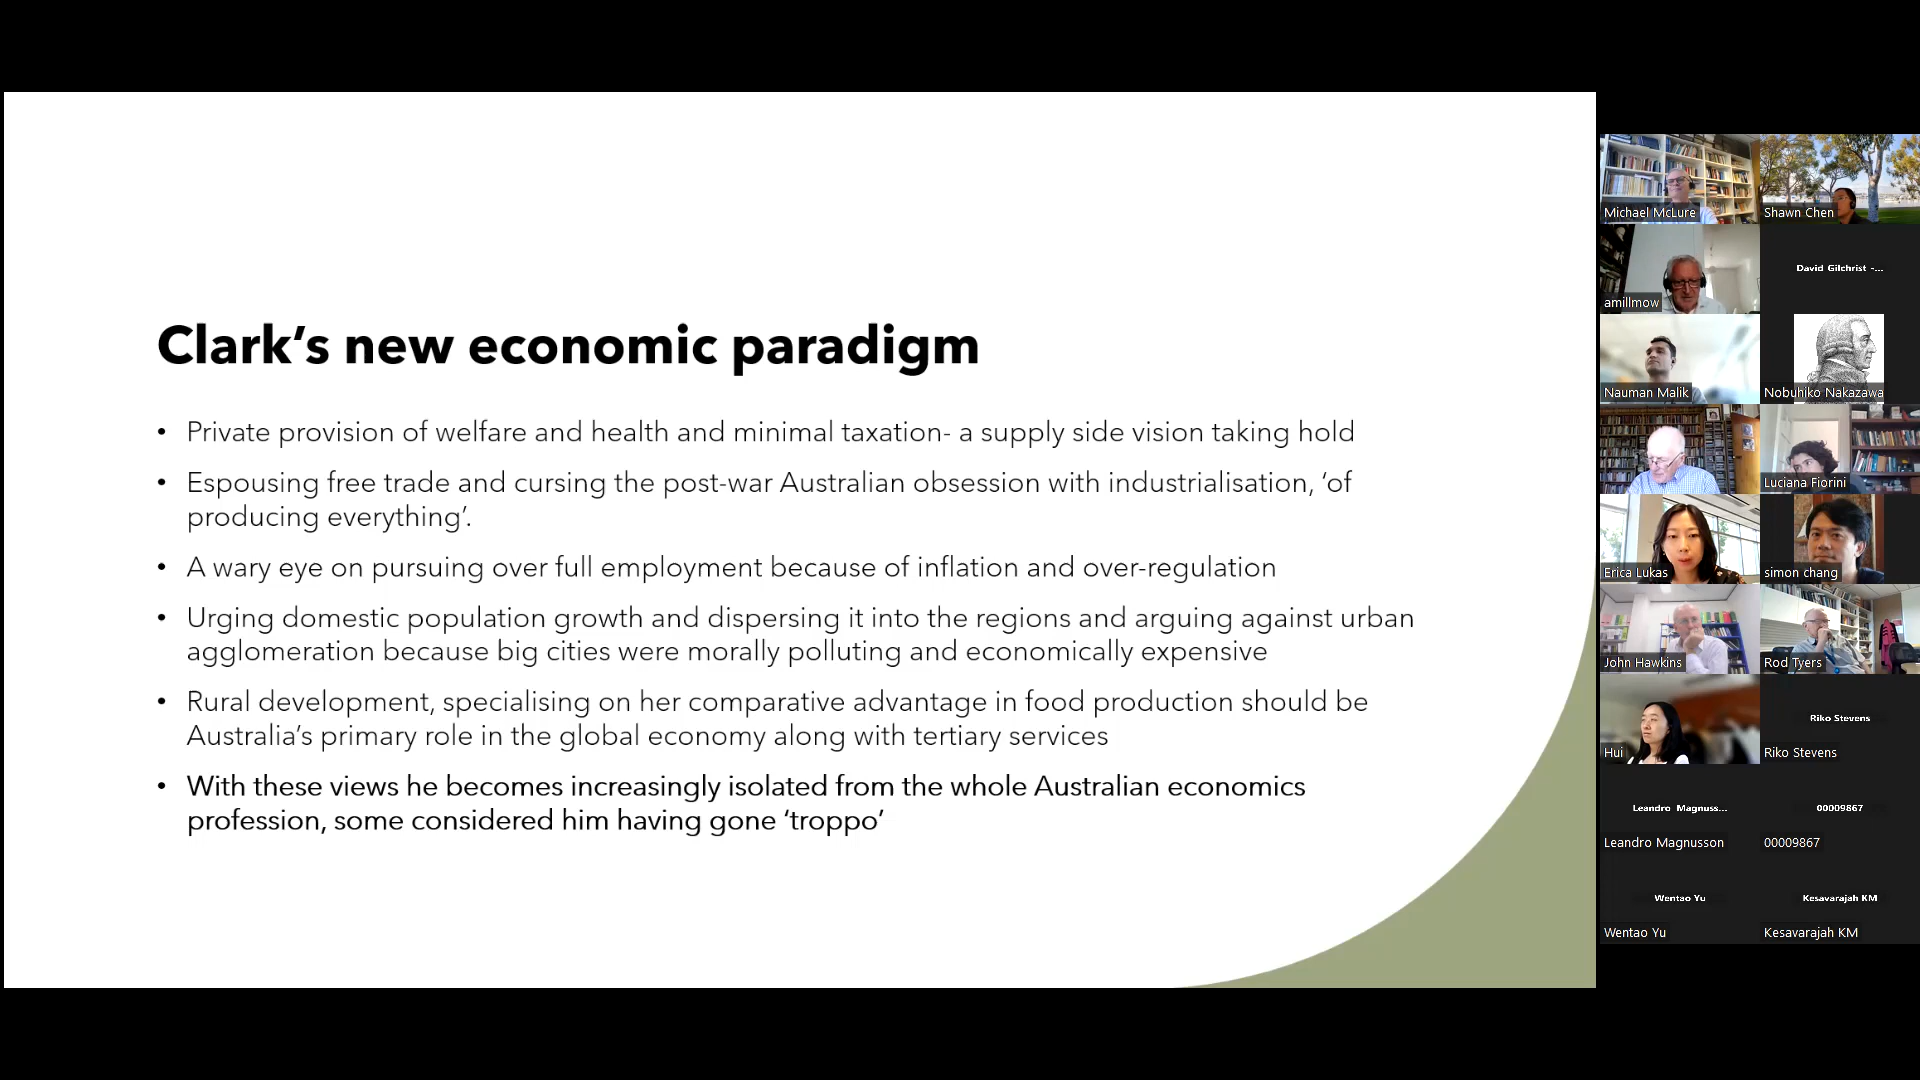 Clark’s new economic paradigm
• Private provision of welfare and health and minimal taxation- a supply side vision taking hold
• Espousing free trade and cursing the post-war Australian obsession with industrialisation, ‘of
producing everything’.
• A wary eye on pursuing over full employment because of inflation and over-regulation
• Urging domestic population growth and dispersing it into the regions and arguing against urban
agglomeration because big cities were morally polluting and economically expensive
• Rural development, specialising on her comparative advantage in food production should be
Australia’s primary role in the global economy along with tertiary services
• With these views he becomes increasingly isolated from the whole Australian economics
profession, some considered him having gone ‘troppo’
Michael McLure
Shawn Chen
amillmow
David Gilchrist -...
Nauman Malik
Nobuhiko Nakazawa
Luciana Fiorini
Erica Lukas
simon chang
John Hawkins
Rod Tyers
Hui
Riko Stevens
Riko Stevens
Leandro Magnuss...
Leandro Magnusson
00009867
00009867
Wentao Yu
Wentao Yu
Kesavarajah KM
Kesavarajah KM